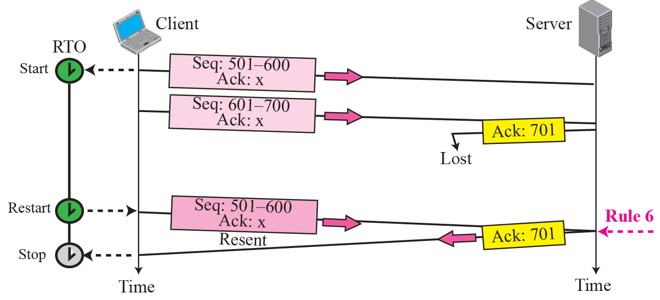 Client
Server
RTO
Start
Seq: 501–600
Ack: x
Seq: 601–700
Ack: x
Ack: 701
Lost
Restart
Seq: 501–600
Ack: x
Resent
Rule 6
Ack: 701
Stop
Time
Time